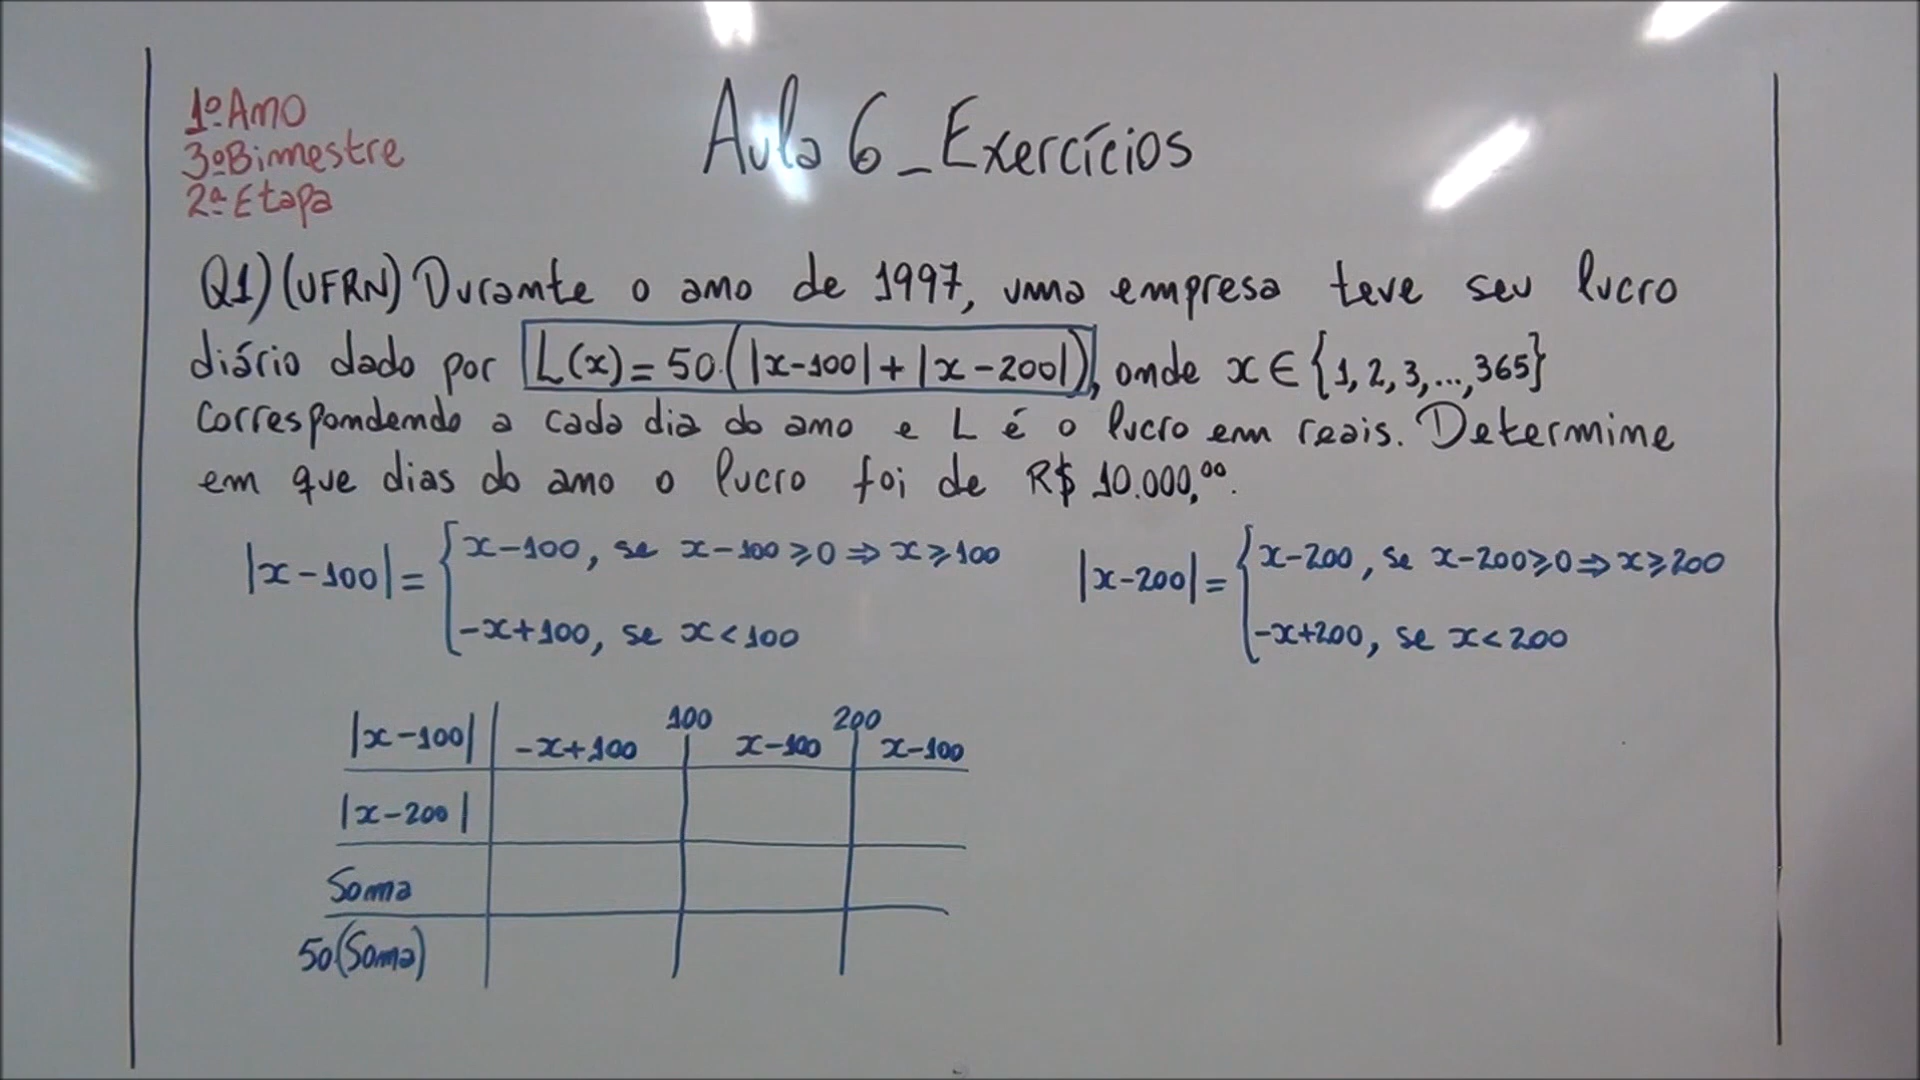 1º Ano
3º Bimestre
2ª Etapa
Aula 6_Exercícios
Q1)(UFRN) Durante o ano de 1997, uma empresa teve seu lucro
diário dado por L(x)=50.(|x-100|+|x-200|), onde x∈{1,2,3,...,365}
correspondendo a cada dia do ano e L é o lucro em reais. Determine
em que dias do ano o lucro foi de R$ 10.000,00.
|x-100|= { x-100, se x-100⩾0 ⇒ x⩾100
-x+100, se x<100
|x-200|= { x-200, se x-200⩾0 ⇒ x⩾200
-x+200, se x<200
100 200
|x-100| -x+100 x-100 x-100
|x-200|
Soma
50(Soma)